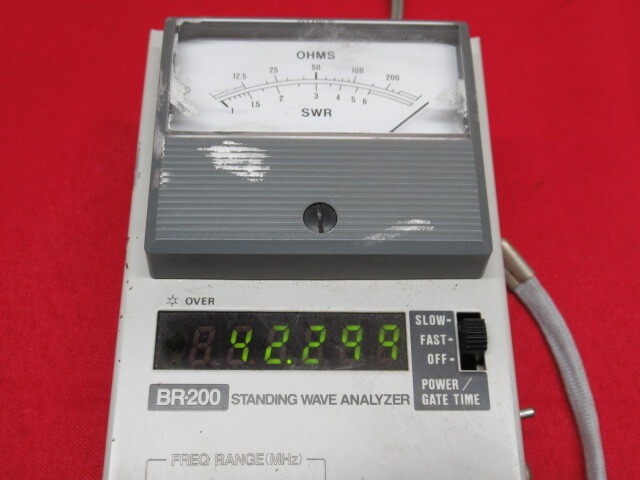 OHMS
12.5 25 50 100 200
1 1.5 2 3 4 5 6
SWR
OVER
42.299
SLOW-
FAST-
OFF-
POWER/
GATE TIME
BR-200 STANDING WAVE ANALYZER
FREQ RANGE(MHz)